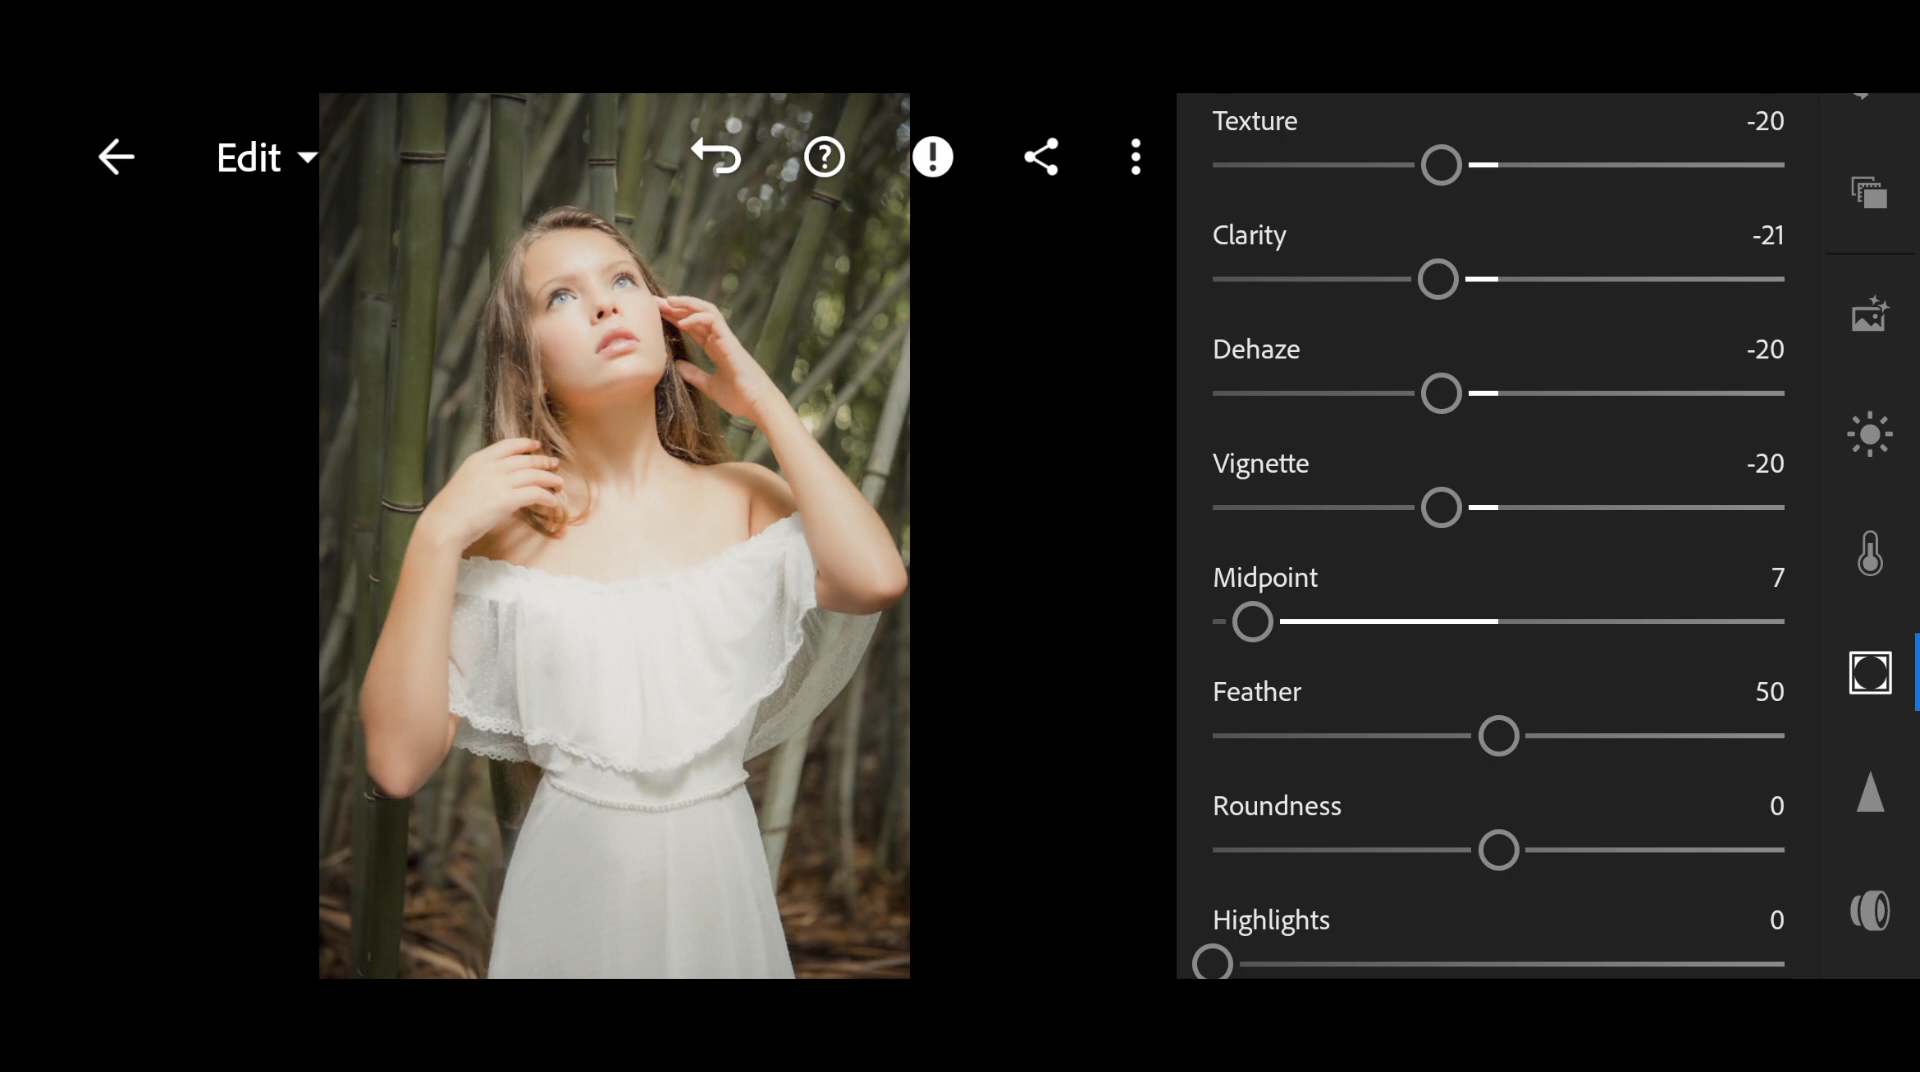 Edit
Texture -20
Clarity -21
Dehaze -20
Vignette -20
Midpoint 7
Feather 50
Roundness 0
Highlights 0